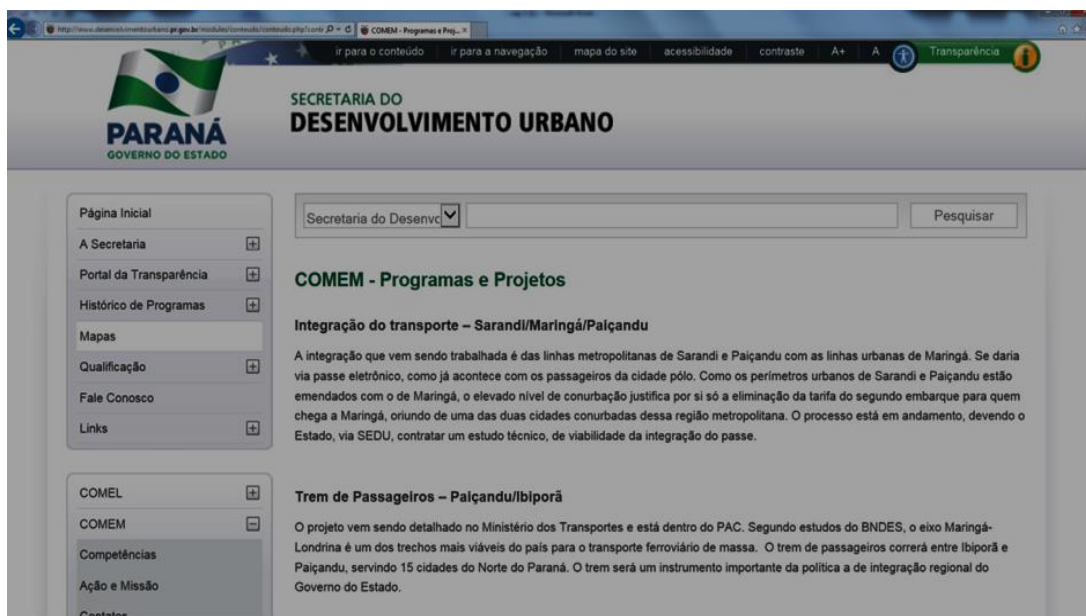 COMEM - Programas e Proj...
ir para o conteúdo ir para a navegação mapa do site acessibilidade contraste A+ A Transparência
PARANÁ
GOVERNO DO ESTADO
SECRETARIA DO
DESENVOLVIMENTO URBANO
Página Inicial
A Secretaria
Portal da Transparência
Histórico de Programas
Mapas
Qualificação
Fale Conosco
Links
COMEL
COMEM
Competências
Ação e Missão
Contatos
Secretaria do Desenvo
Pesquisar
COMEM - Programas e Projetos
Integração do transporte – Sarandi/Maringá/Paiçandu
A integração que vem sendo trabalhada é das linhas metropolitanas de Sarandi e Paiçandu com as linhas urbanas de Maringá. Se daria
via passe eletrônico, como já acontece com os passageiros da cidade pólo. Como os perímetros urbanos de Sarandi e Paiçandu estão
emendados com o de Maringá, o elevado nível de conurbação justifica por si só a eliminação da tarifa do segundo embarque para quem
chega a Maringá, oriundo de uma das duas cidades conurbadas dessa região metropolitana. O processo está em andamento, devendo o
Estado, via SEDU, contratar um estudo técnico, de viabilidade da integração do passe.
Trem de Passageiros – Paiçandu/Ibiporã
O projeto vem sendo detalhado no Ministério dos Transportes e está dentro do PAC. Segundo estudos do BNDES, o eixo Maringá-
Londrina é um dos trechos mais viáveis do país para o transporte ferroviário de massa. O trem de passageiros correrá entre Ibiporã e
Paiçandu, servindo 15 cidades do Norte do Paraná. O trem será um instrumento importante da política a de integração regional do
Governo do Estado.